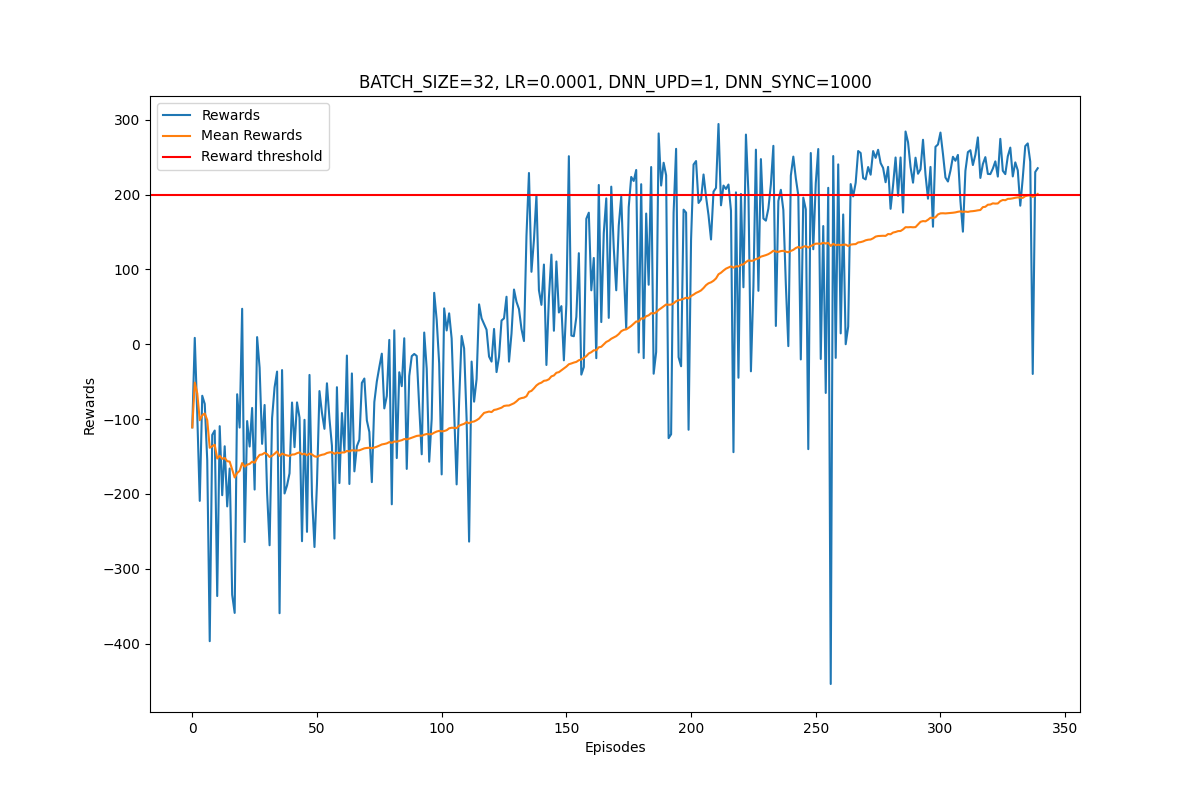 BATCH_SIZE=32, LR=0.0001, DNN_UPD=1, DNN_SYNC=1000
Rewards
Mean Rewards
Reward threshold
300
200
100
0
−100
−200
−300
−400
Rewards
0
50
100
150
200
250
300
350
Episodes